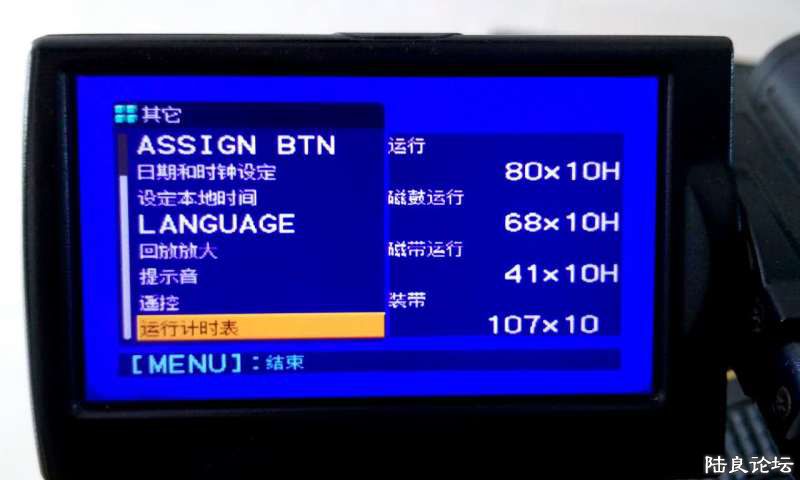 其它
ASSIGN BTN
日期和时钟设定
设定本地时间
LANGUAGE
回放放大
提示音
遥控
运行计时表
运行
80×10H
磁鼓运行
68×10H
磁带运行
41×10H
装带
107×10
[MENU]:结束
陆良论坛